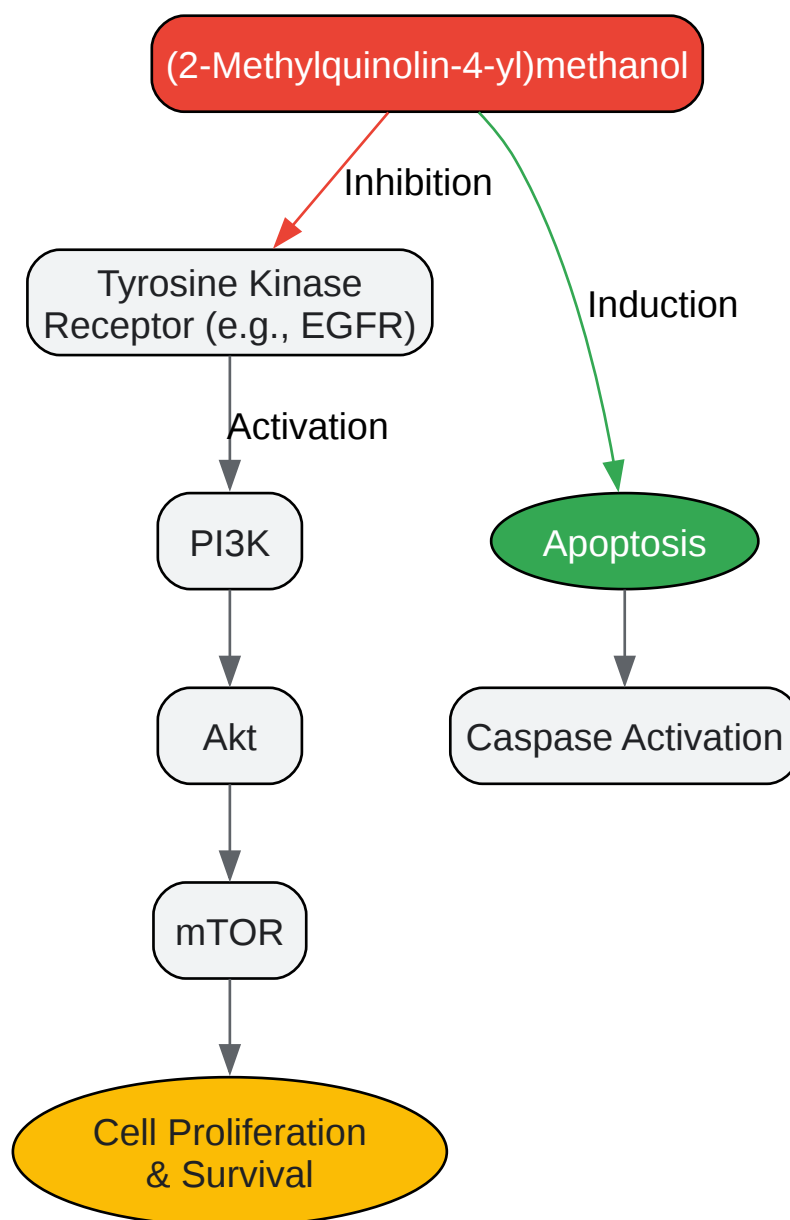 (2-Methylquinolin-4-yl)methanol
Inhibition
Tyrosine Kinase
Receptor (e.g., EGFR)
Induction
Activation
PI3K
Apoptosis
Akt
Caspase Activation
mTOR
Cell Proliferation
& Survival